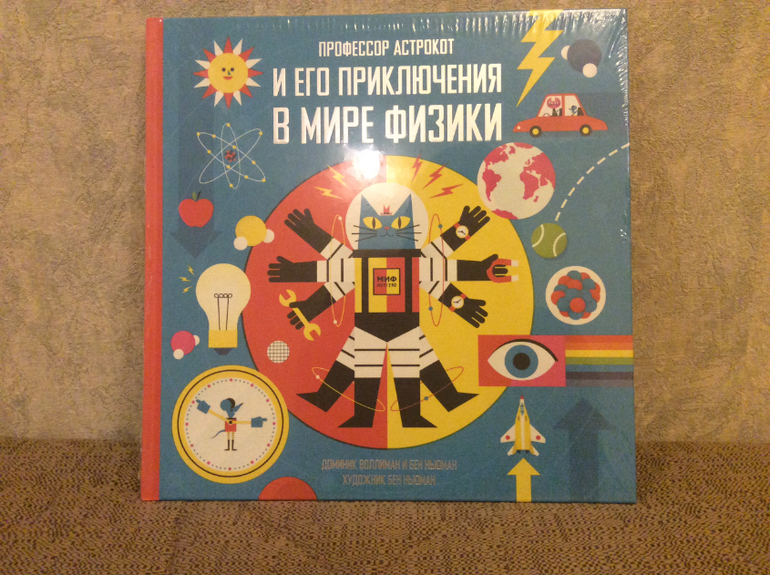 ПРОФЕССОР АСТРОКОТ
И ЕГО ПРИКЛЮЧЕНИЯ
В МИРЕ ФИЗИКИ
МИФ
ДОМИНИК ВОЛЛИМАН И БЕН НЬЮМАН
ХУДОЖНИК БЕН НЬЮМАН